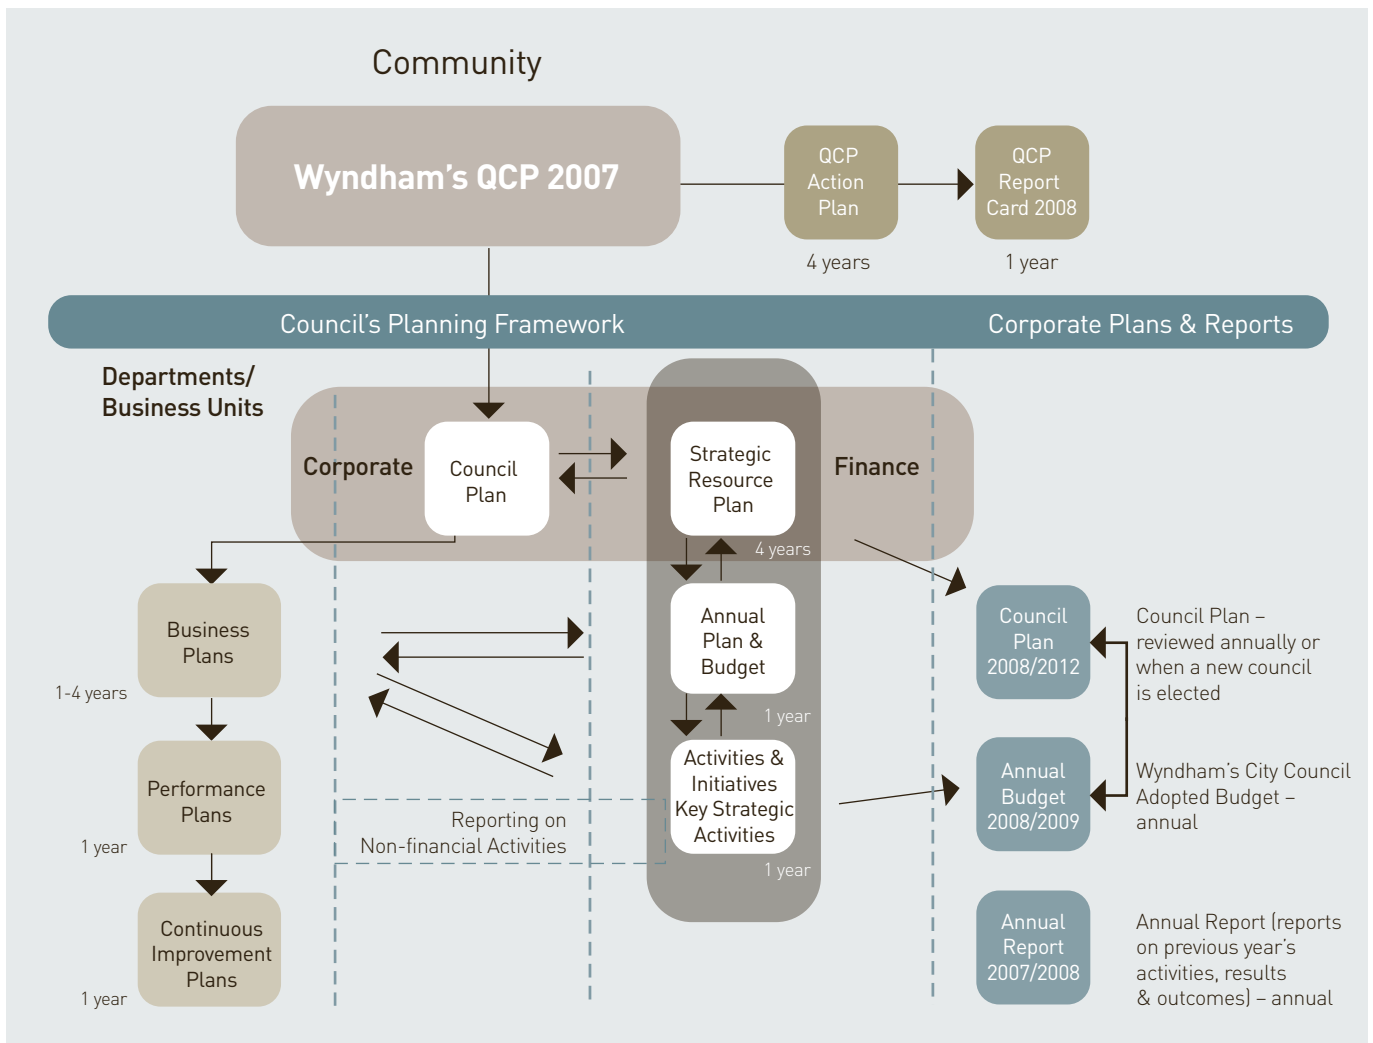 Community
Wyndham's QCP 2007
QCP
Action
Plan
QCP
Report
Card 2008
4 years
1 year
Council's Planning Framework
Corporate Plans & Reports
Departments/
Business Units
Corporate
Council
Plan
Strategic
Resource
Plan
Finance
4 years
Business
Plans
1-4 years
Annual
Plan &
Budget
1 year
Council
Plan
2008/2012
Council Plan –
reviewed annually or
when a new council
is elected
Performance
Plans
1 year
Reporting on
Non-financial Activities
Activities &
Initiatives
Key Strategic
Activities
1 year
Annual
Budget
2008/2009
Wyndham's City Council
Adopted Budget –
annual
Continuous
Improvement
Plans
1 year
Annual
Report
2007/2008
Annual Report (reports
on previous year's
activities, results
& outcomes) – annual